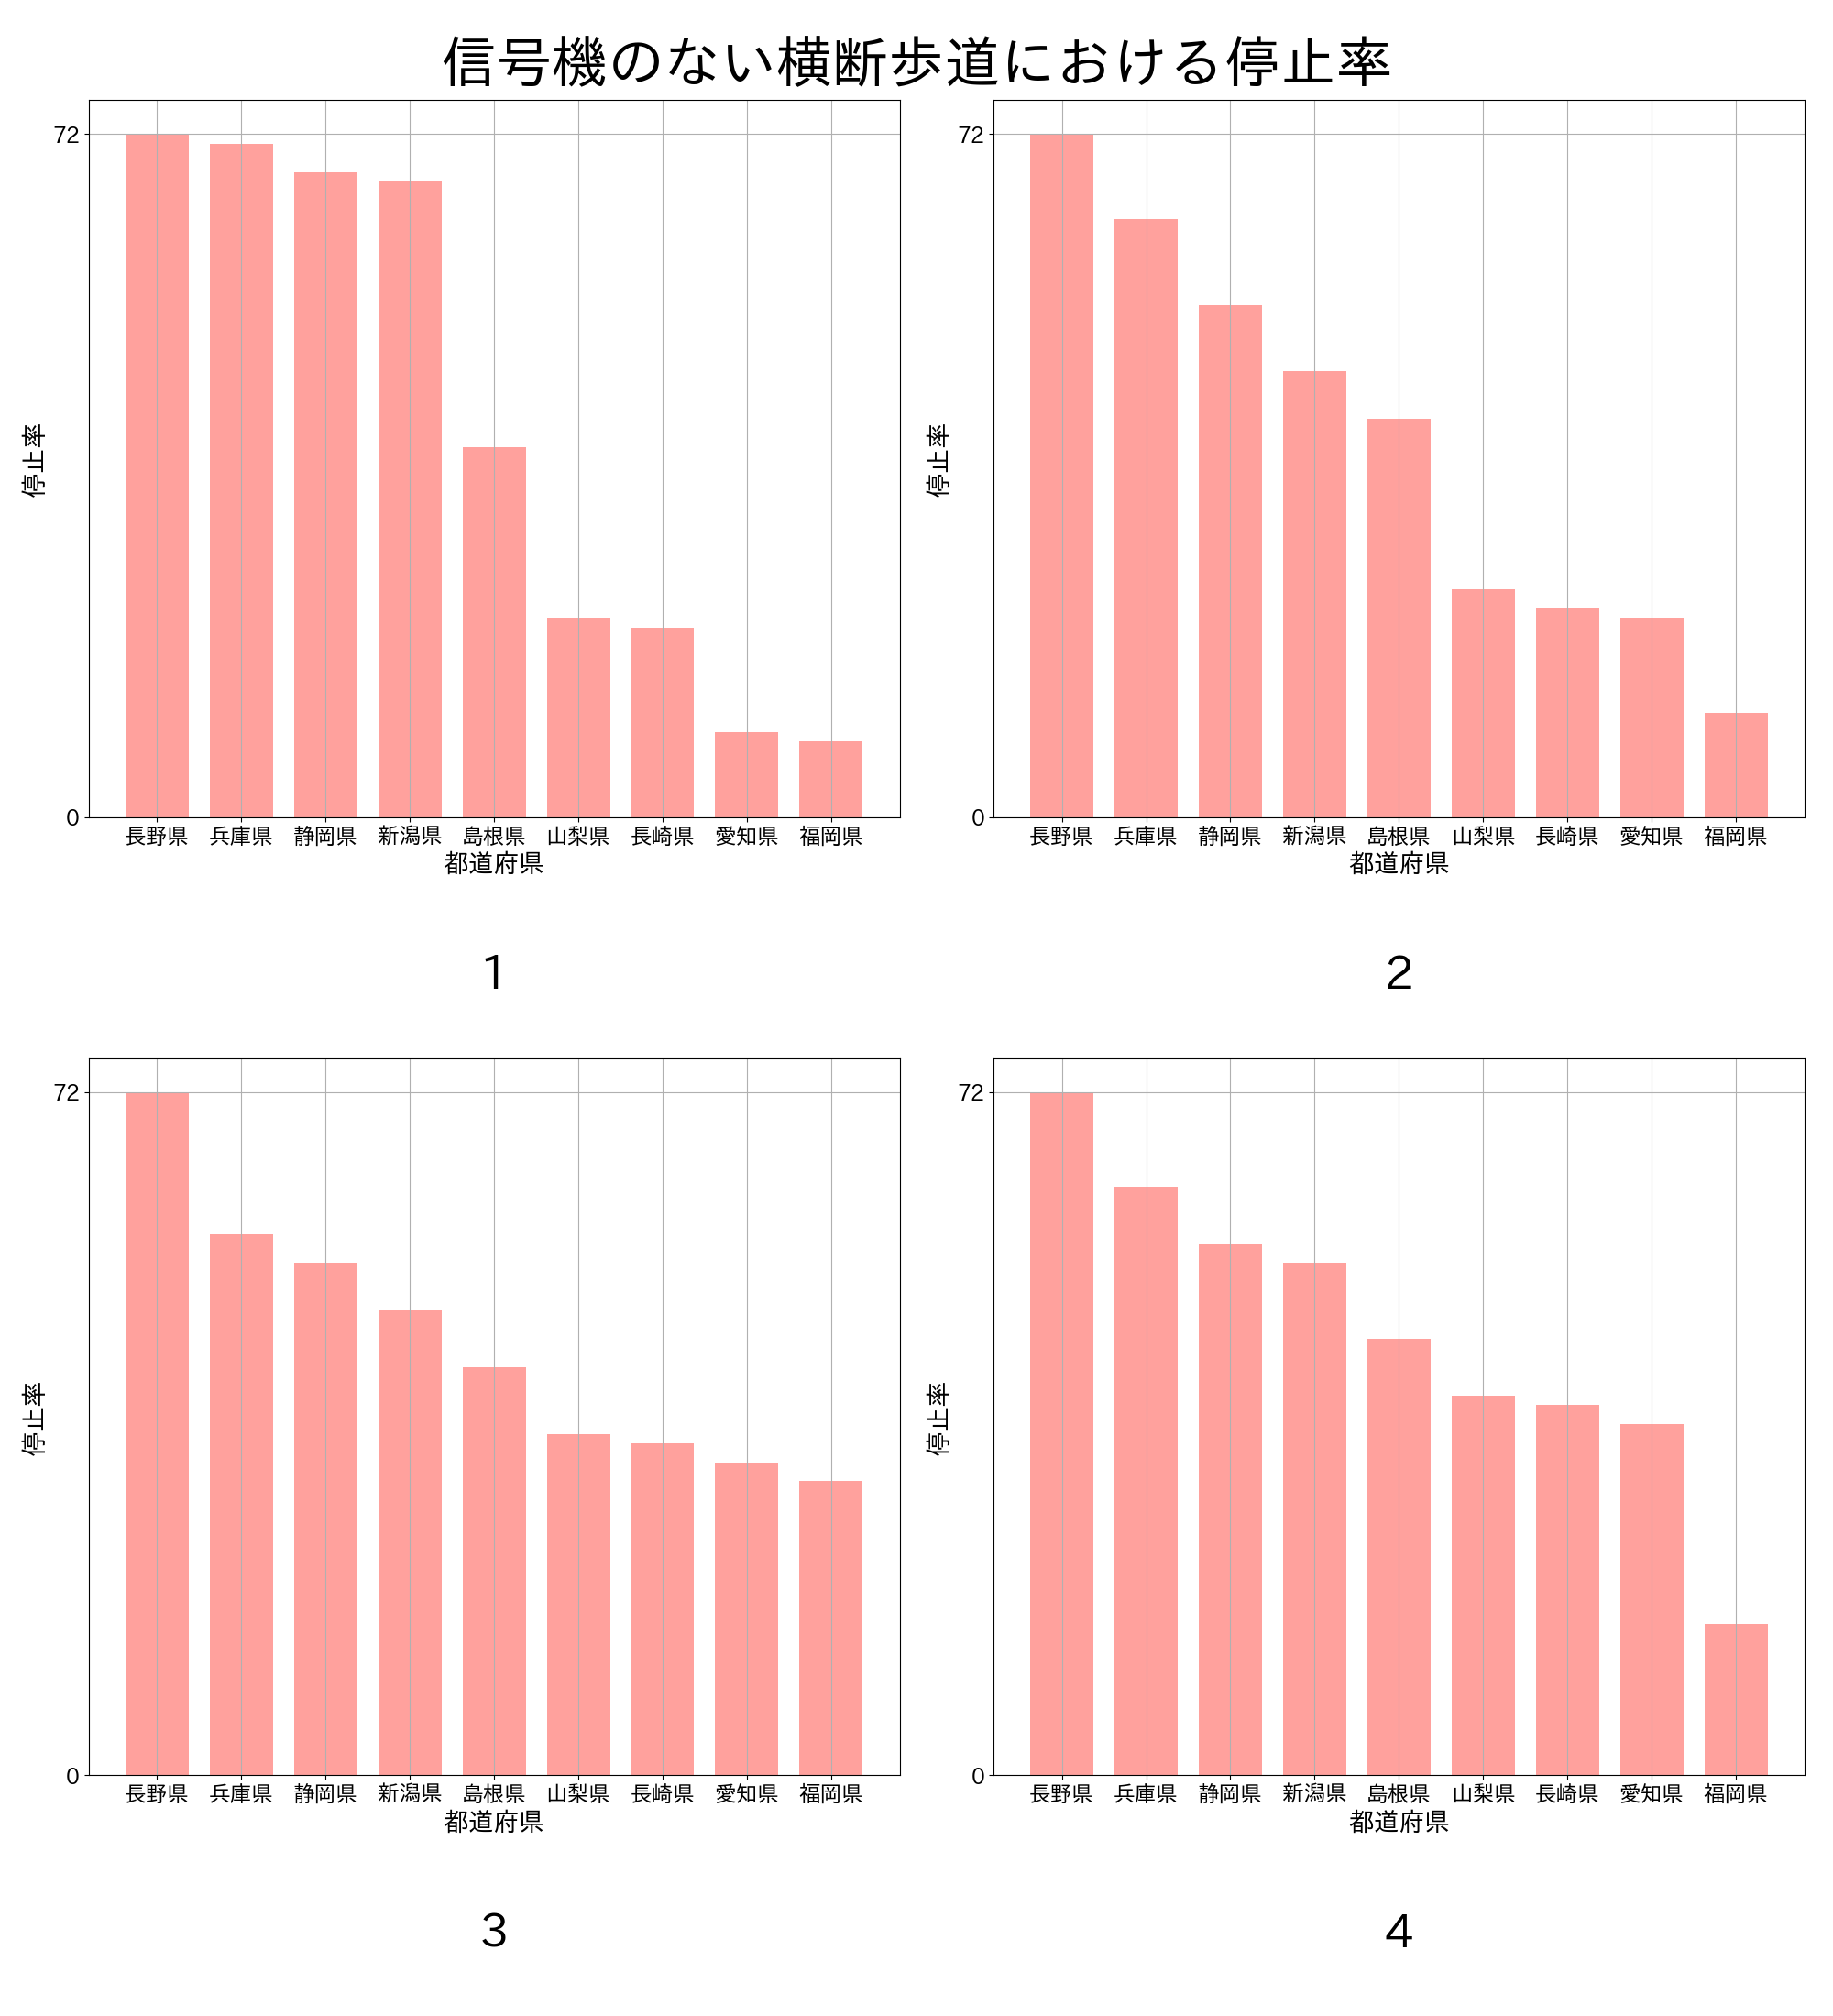 信号機のない横断歩道における停止率
72
0
停止率
長野県 兵庫県 静岡県 新潟県 島根県 山梨県 長崎県 愛知県 福岡県
都道府県
1
72
0
停止率
長野県 兵庫県 静岡県 新潟県 島根県 山梨県 長崎県 愛知県 福岡県
都道府県
2
72
0
停止率
長野県 兵庫県 静岡県 新潟県 島根県 山梨県 長崎県 愛知県 福岡県
都道府県
3
72
0
停止率
長野県 兵庫県 静岡県 新潟県 島根県 山梨県 長崎県 愛知県 福岡県
都道府県
4